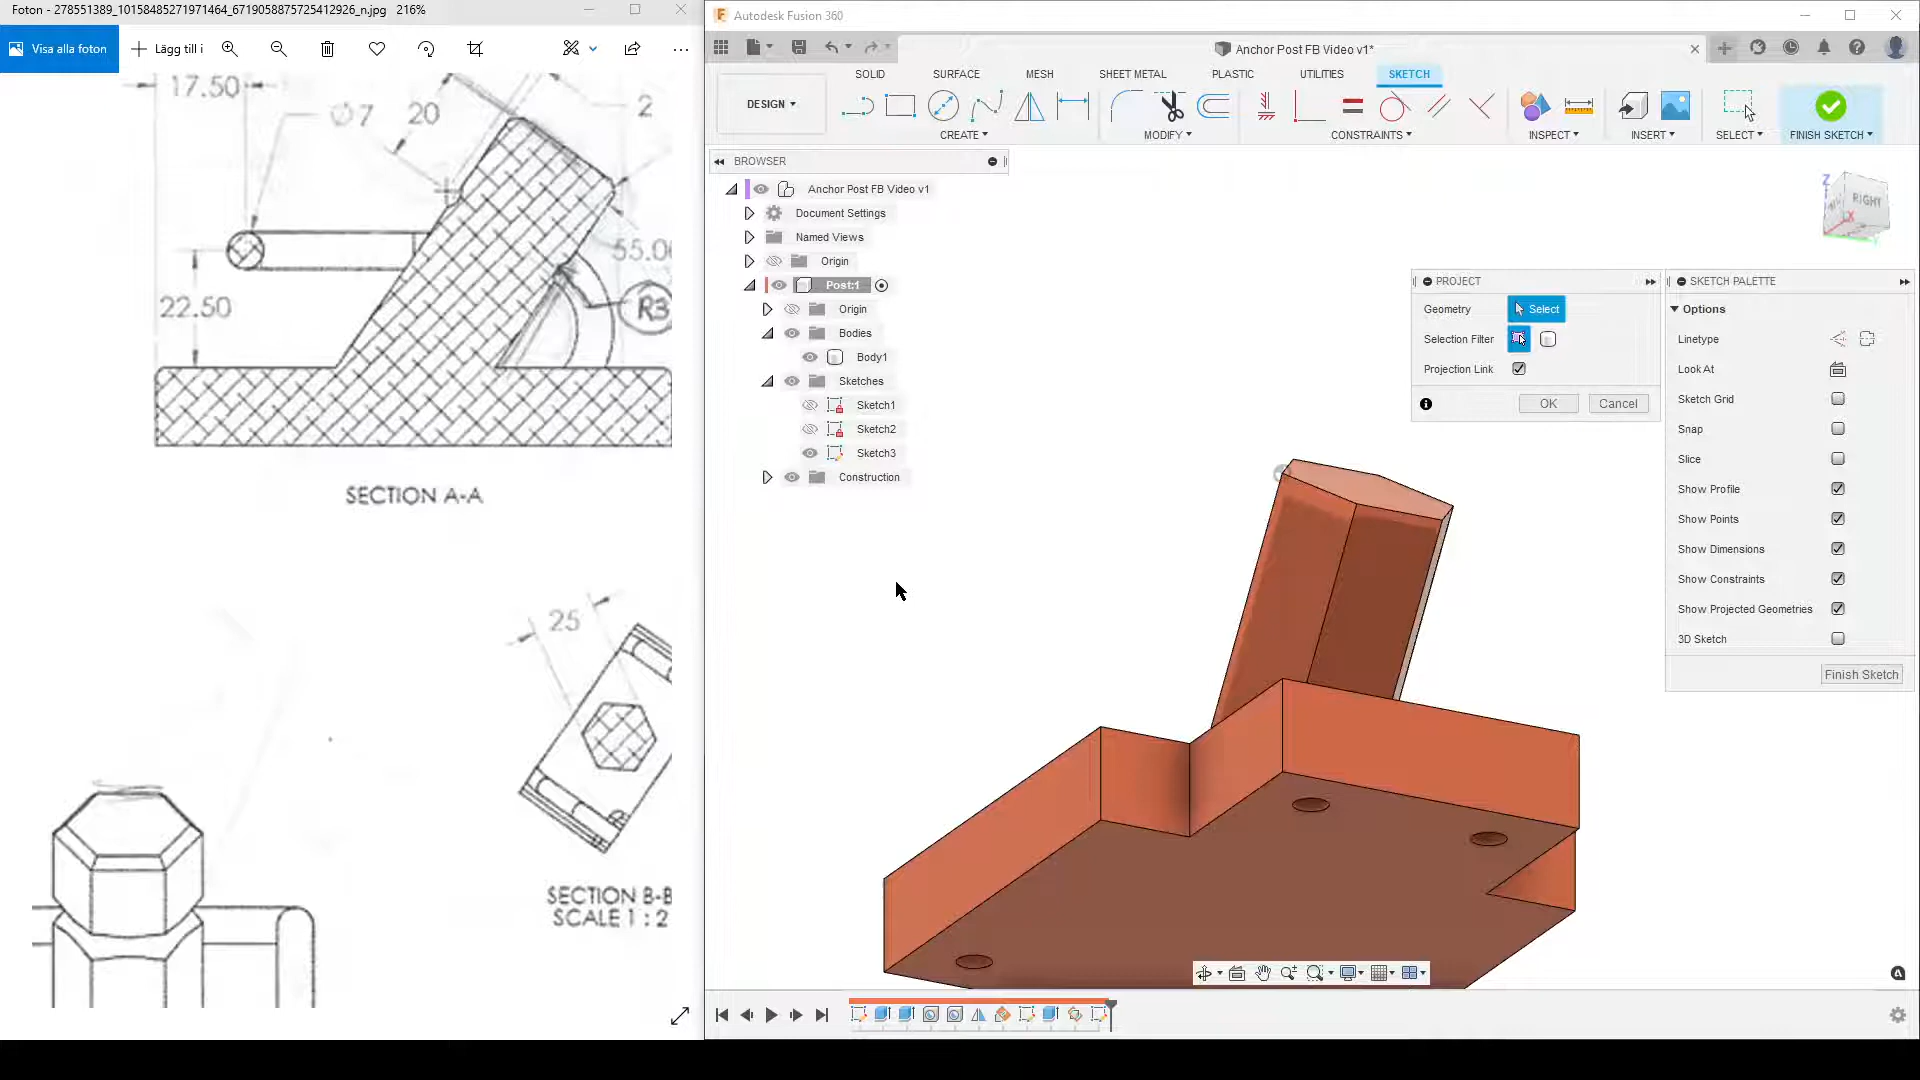 Foton - 278551389_10158485271971464_6719058875725412926_n.jpg   216%
Visa alla foton
Lägg till i
17.50
Ø7
20
2
55.0
R3
22.50
SECTION A-A
25
SECTION B-B
SCALE 1 : 2
Autodesk Fusion 360
Anchor Post FB Video v1*
DESIGN
SOLID
SURFACE
MESH
SHEET METAL
PLASTIC
UTILITIES
SKETCH
CREATE
MODIFY
CONSTRAINTS
INSPECT
INSERT
SELECT
FINISH SKETCH
BROWSER
Anchor Post FB Video v1
Document Settings
Named Views
Origin
Post:1
Origin
Bodies
Body1
Sketches
Sketch1
Sketch2
Sketch3
Construction
Z
RIGHT
X
PROJECT
Geometry
Select
Selection Filter
Projection Link
OK
Cancel
SKETCH PALETTE
Options
Linetype
Look At
Sketch Grid
Snap
Slice
Show Profile
Show Points
Show Dimensions
Show Constraints
Show Projected Geometries
3D Sketch
Finish Sketch